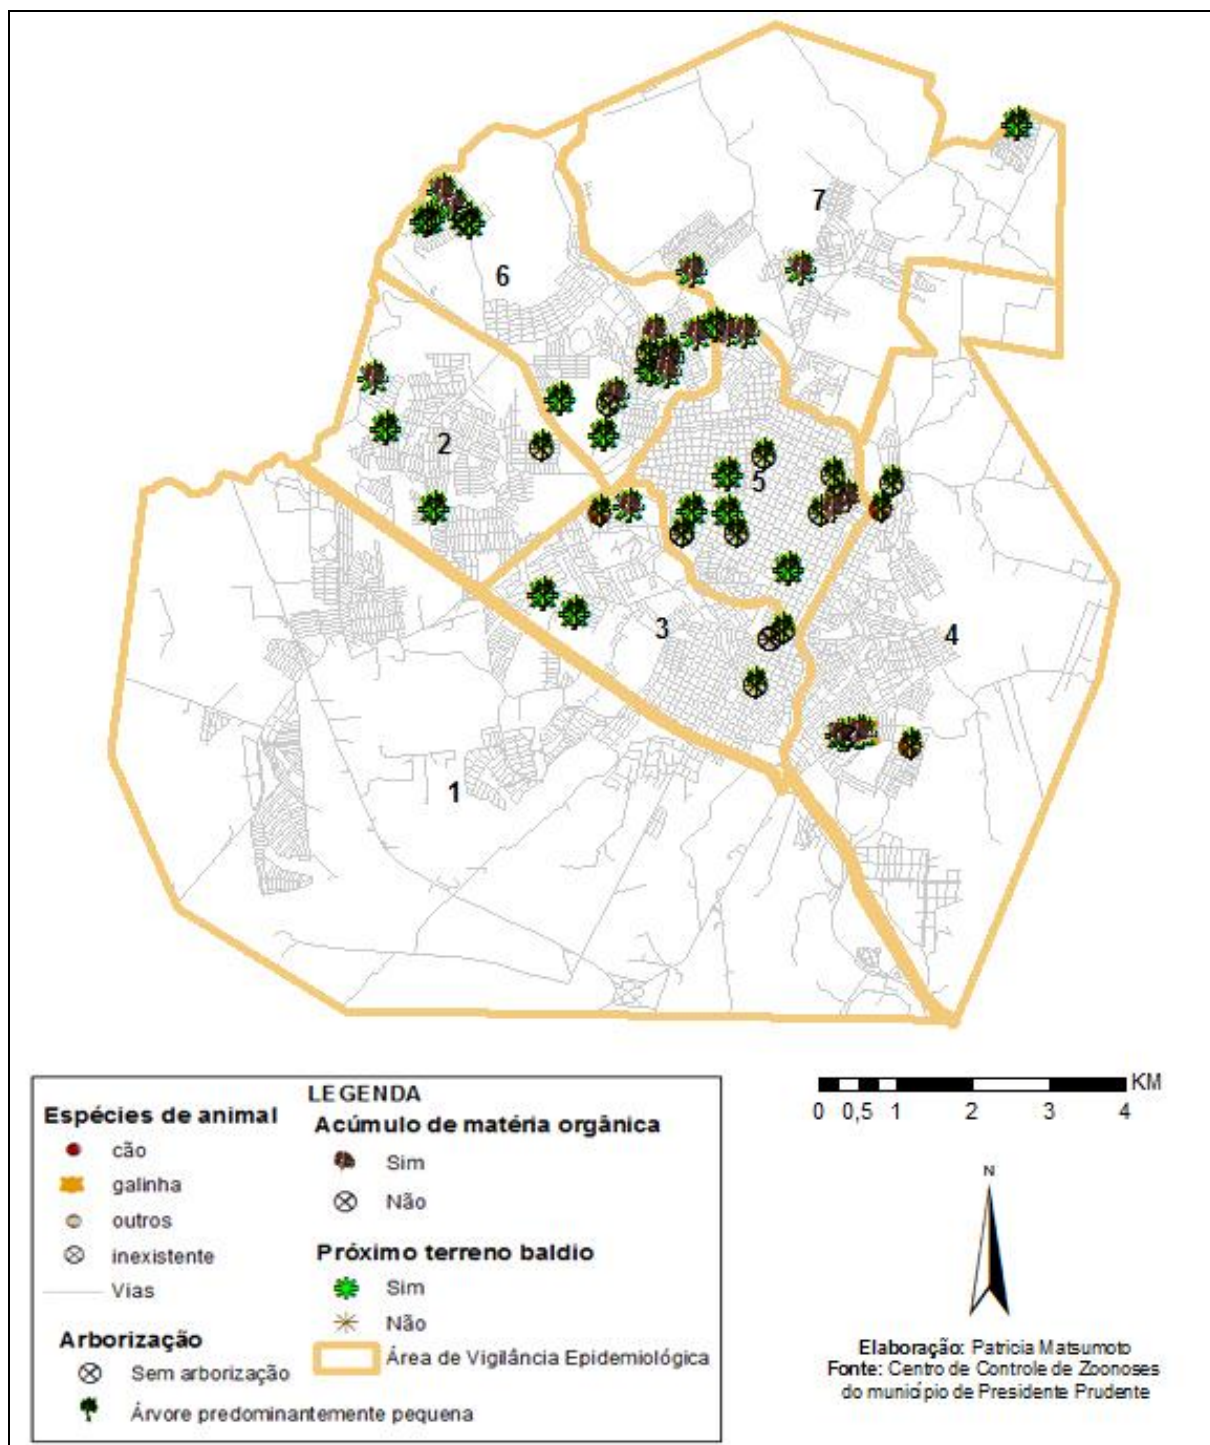 7
6
2
5
3
4
1
LEGENDA
Espécies de animal
cão
galinha
outros
inexistente
Vias
Arborização
Sem arborização
Árvore predominantemente pequena
Acúmulo de matéria orgânica
Sim
Não
Próximo terreno baldio
Sim
Não
Área de Vigilância Epidemiológica
KM
0 0,5 1 2 3 4
N
Elaboração: Patricia Matsumoto
Fonte: Centro de Controle de Zoonoses
do município de Presidente Prudente